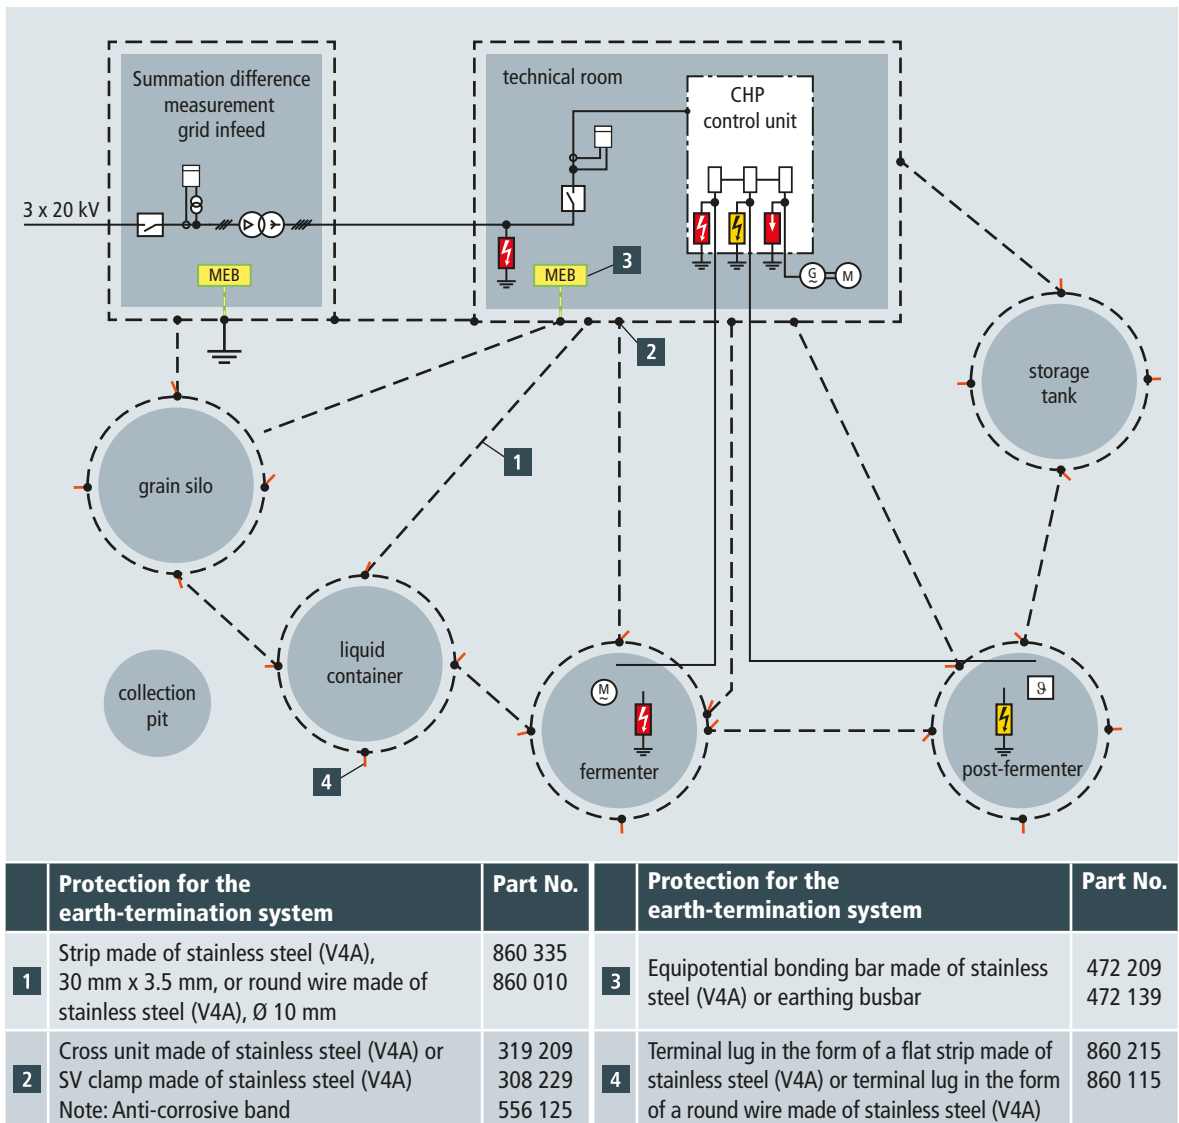 Summation difference
measurement
grid infeed
technical room
CHP
control unit
3 x 20 kV
MEB
MEB
3
G
~
M
2
storage
tank
1
grain silo
liquid
container
collection
pit
4
M
~
fermenter
ϑ
post-fermenter
Protection for the
earth-termination system
Part No.
1
Strip made of stainless steel (V4A),
30 mm x 3.5 mm, or round wire made of
stainless steel (V4A), Ø 10 mm
860 335
860 010
2
Cross unit made of stainless steel (V4A) or
SV clamp made of stainless steel (V4A)
Note: Anti-corrosive band
319 209
308 229
556 125
Protection for the
earth-termination system
Part No.
3
Equipotential bonding bar made of stainless
steel (V4A) or earthing busbar
472 209
472 139
4
Terminal lug in the form of a flat strip made of
stainless steel (V4A) or terminal lug in the form
of a round wire made of stainless steel (V4A)
860 215
860 115